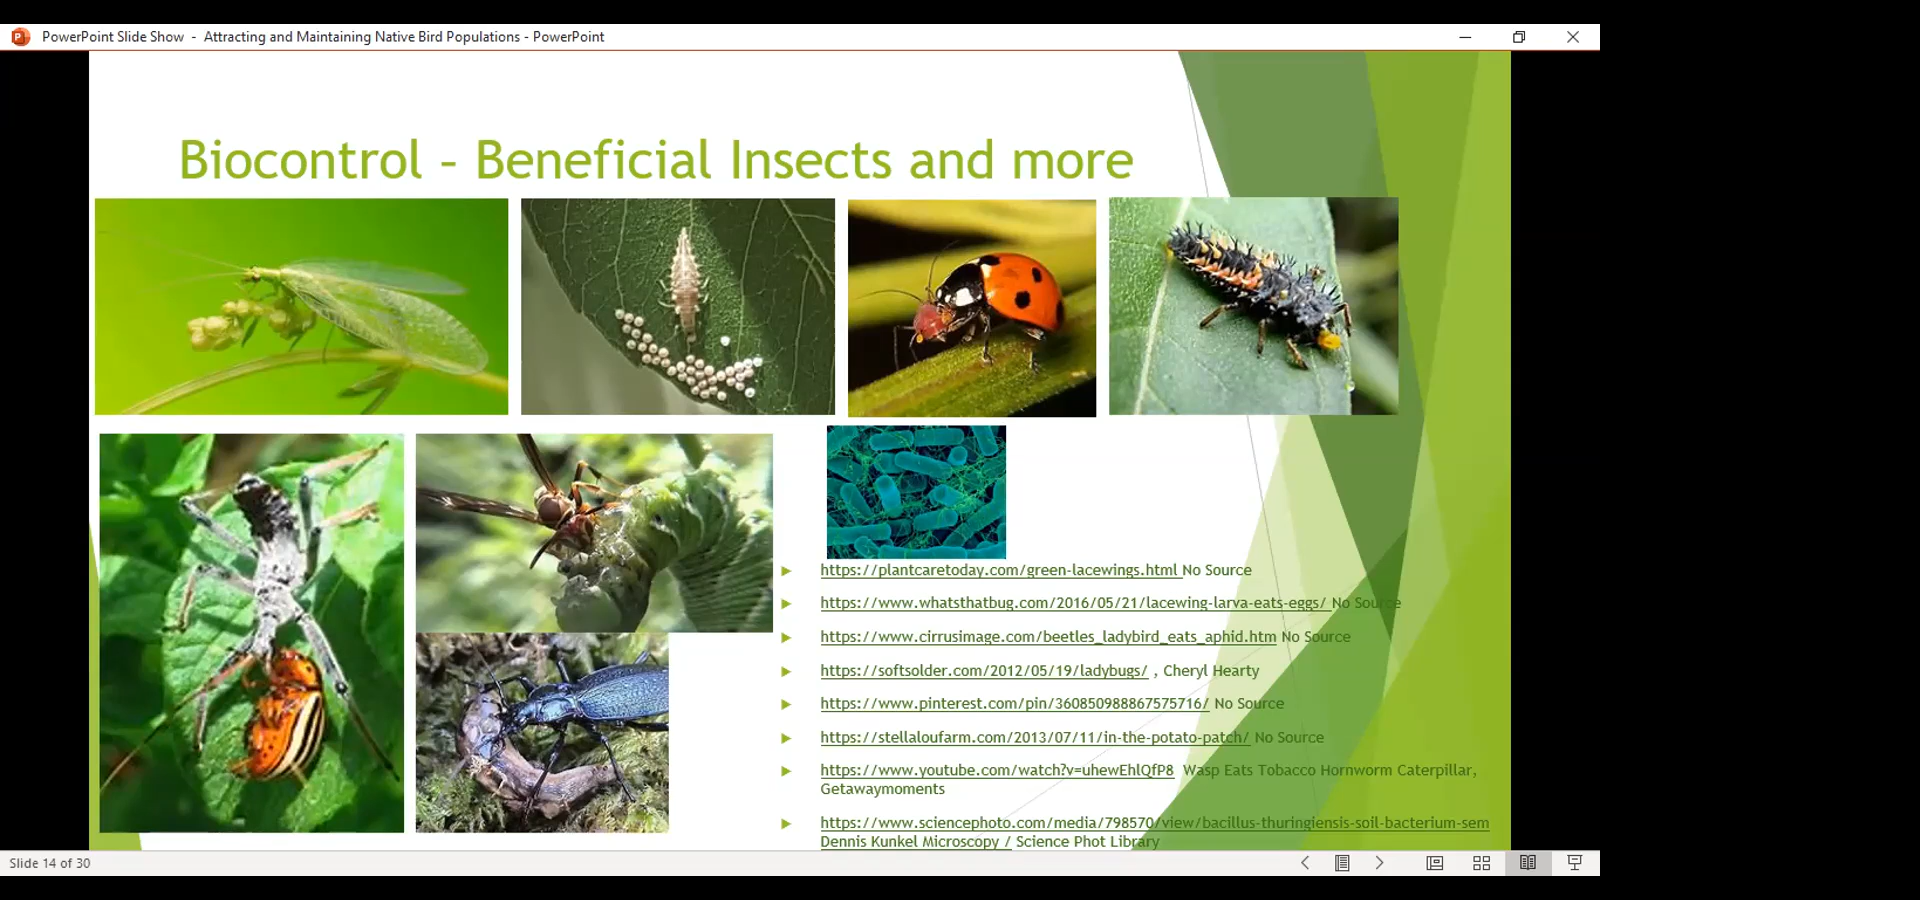 PowerPoint Slide Show - Attracting and Maintaining Native Bird Populations - PowerPoint
Biocontrol – Beneficial Insects and more
https://plantcaretoday.com/green-lacewings.html No Source
https://www.whatsthatbug.com/2016/05/21/lacewing-larva-eats-eggs/ No Source
https://www.cirrusimage.com/beetles_ladybird_eats_aphid.htm No Source
https://softsolder.com/2012/05/19/ladybugs/ , Cheryl Hearty
https://www.pinterest.com/pin/360850988867575716/ No Source
https://stellaloufarm.com/2013/07/11/in-the-potato-patch/ No Source
https://www.youtube.com/watch?v=uhewEhlQfP8 Wasp Eats Tobacco Hornworm Caterpillar,
Getawaymoments
https://www.sciencephoto.com/media/798570/view/bacillus-thuringiensis-soil-bacterium-sem
Dennis Kunkel Microscopy / Science Phot Library
Slide 14 of 30